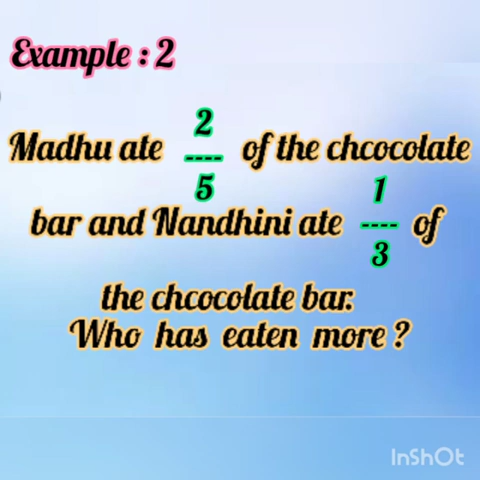 Example : 2
Madhu ate 2/5 of the chcocolate
bar and Nandhini ate 1/3 of
the chcocolate bar.
Who has eaten more ?
InShOt